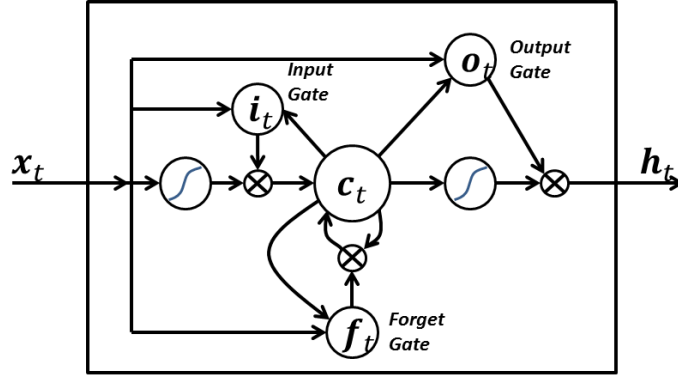 Output
Gate
o_t
Input
Gate
i_t
x_t
c_t
h_t
Forget
Gate
f_t